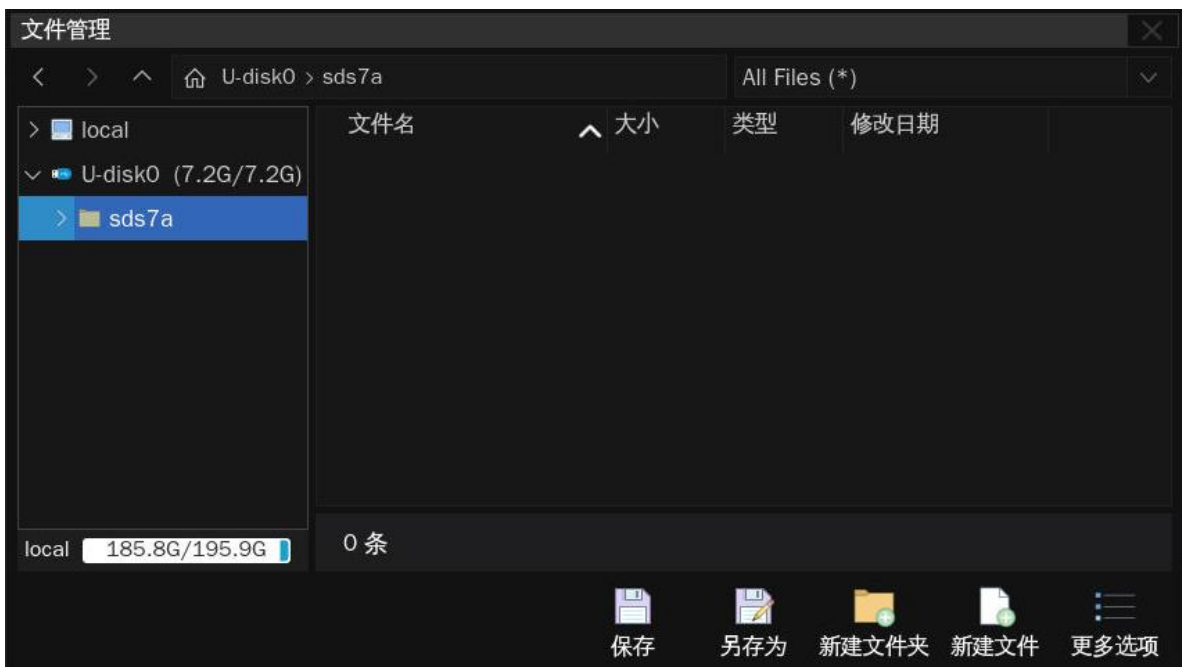 文件管理
U-disk0 > sds7a
All Files (*)
local
U-disk0 (7.2G/7.2G)
sds7a
文件名 大小 类型 修改日期
local 185.8G/195.9G
0 条
保存 另存为 新建文件夹 新建文件 更多选项